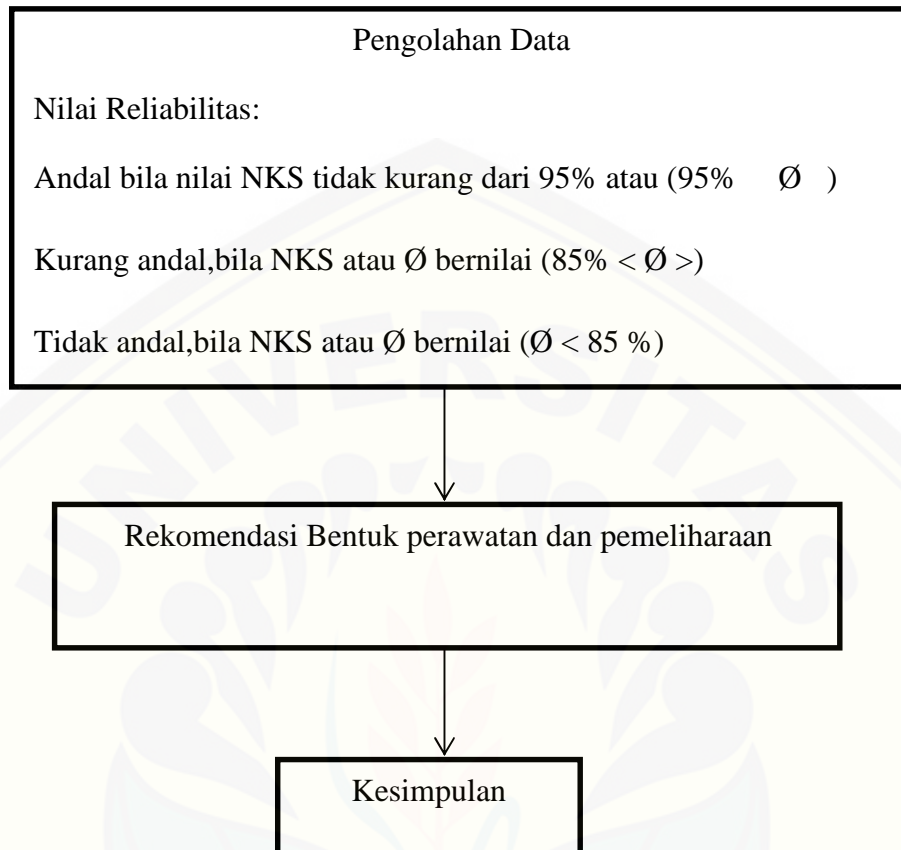 Pengolahan Data
Nilai Reliabilitas:
Andal bila nilai NKS tidak kurang dari 95% atau (95% Ø )
Kurang andal,bila NKS atau Ø bernilai (85% < Ø >)
Tidak andal,bila NKS atau Ø bernilai (Ø < 85 %)
UNIVERSITAS
Rekomendasi Bentuk perawatan dan pemeliharaan
Kesimpulan